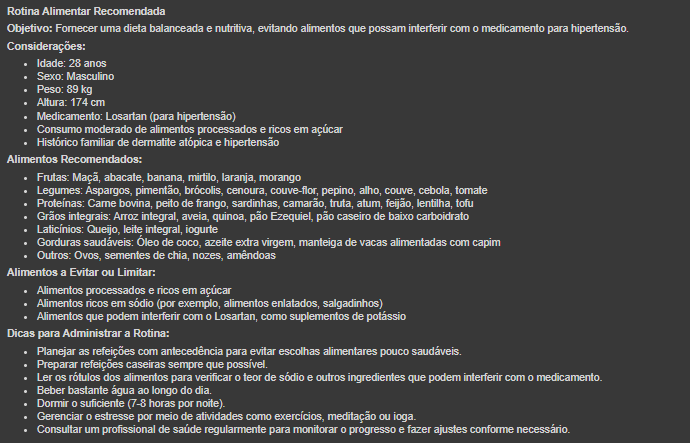 Rotina Alimentar Recomendada
Objetivo: Fornecer uma dieta balanceada e nutritiva, evitando alimentos que possam interferir com o medicamento para hipertensão.
Considerações:
• Idade: 28 anos
• Sexo: Masculino
• Peso: 89 kg
• Altura: 174 cm
• Medicamento: Losartan (para hipertensão)
• Consumo moderado de alimentos processados e ricos em açúcar
• Histórico familiar de dermatite atópica e hipertensão
Alimentos Recomendados:
• Frutas: Maçã, abacate, banana, mirtilo, laranja, morango
• Legumes: Aspargos, pimentão, brócolis, cenoura, couve-flor, pepino, alho, couve, cebola, tomate
• Proteínas: Carne bovina, peito de frango, sardinhas, camarão, truta, atum, feijão, lentilha, tofu
• Grãos integrais: Arroz integral, aveia, quinoa, pão Ezequiel, pão caseiro de baixo carboidrato
• Laticínios: Queijo, leite integral, iogurte
• Gorduras saudáveis: Óleo de coco, azeite extra virgem, manteiga de vacas alimentadas com capim
• Outros: Ovos, sementes de chia, nozes, amêndoas
Alimentos a Evitar ou Limitar:
• Alimentos processados e ricos em açúcar
• Alimentos ricos em sódio (por exemplo, alimentos enlatados, salgadinhos)
• Alimentos que podem interferir com o Losartan, como suplementos de potássio
Dicas para Administrar a Rotina:
• Planejar as refeições com antecedência para evitar escolhas alimentares pouco saudáveis.
• Preparar refeições caseiras sempre que possível.
• Ler os rótulos dos alimentos para verificar o teor de sódio e outros ingredientes que podem interferir com o medicamento.
• Beber bastante água ao longo do dia.
• Dormir o suficiente (7-8 horas por noite).
• Gerenciar o estresse por meio de atividades como exercícios, meditação ou ioga.
• Consultar um profissional de saúde regularmente para monitorar o progresso e fazer ajustes conforme necessário.